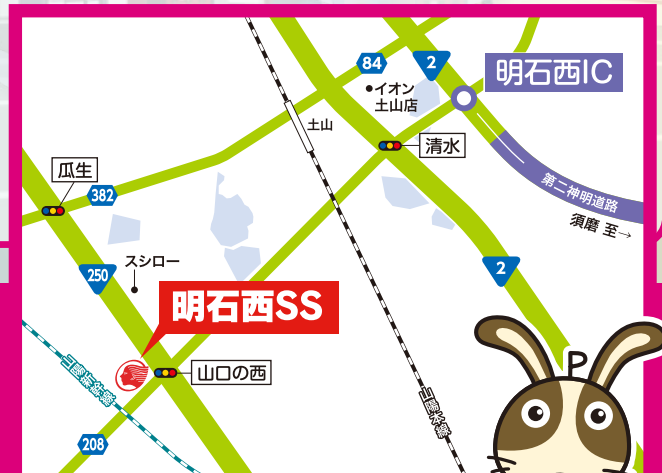 84
2
明石西IC
イオン
土山店
土山
清水
瓜生
382
第二神明道路
須磨 至→
250
スシロー
2
明石西SS
山口の西
山陽新幹線
山陽本線
208
P